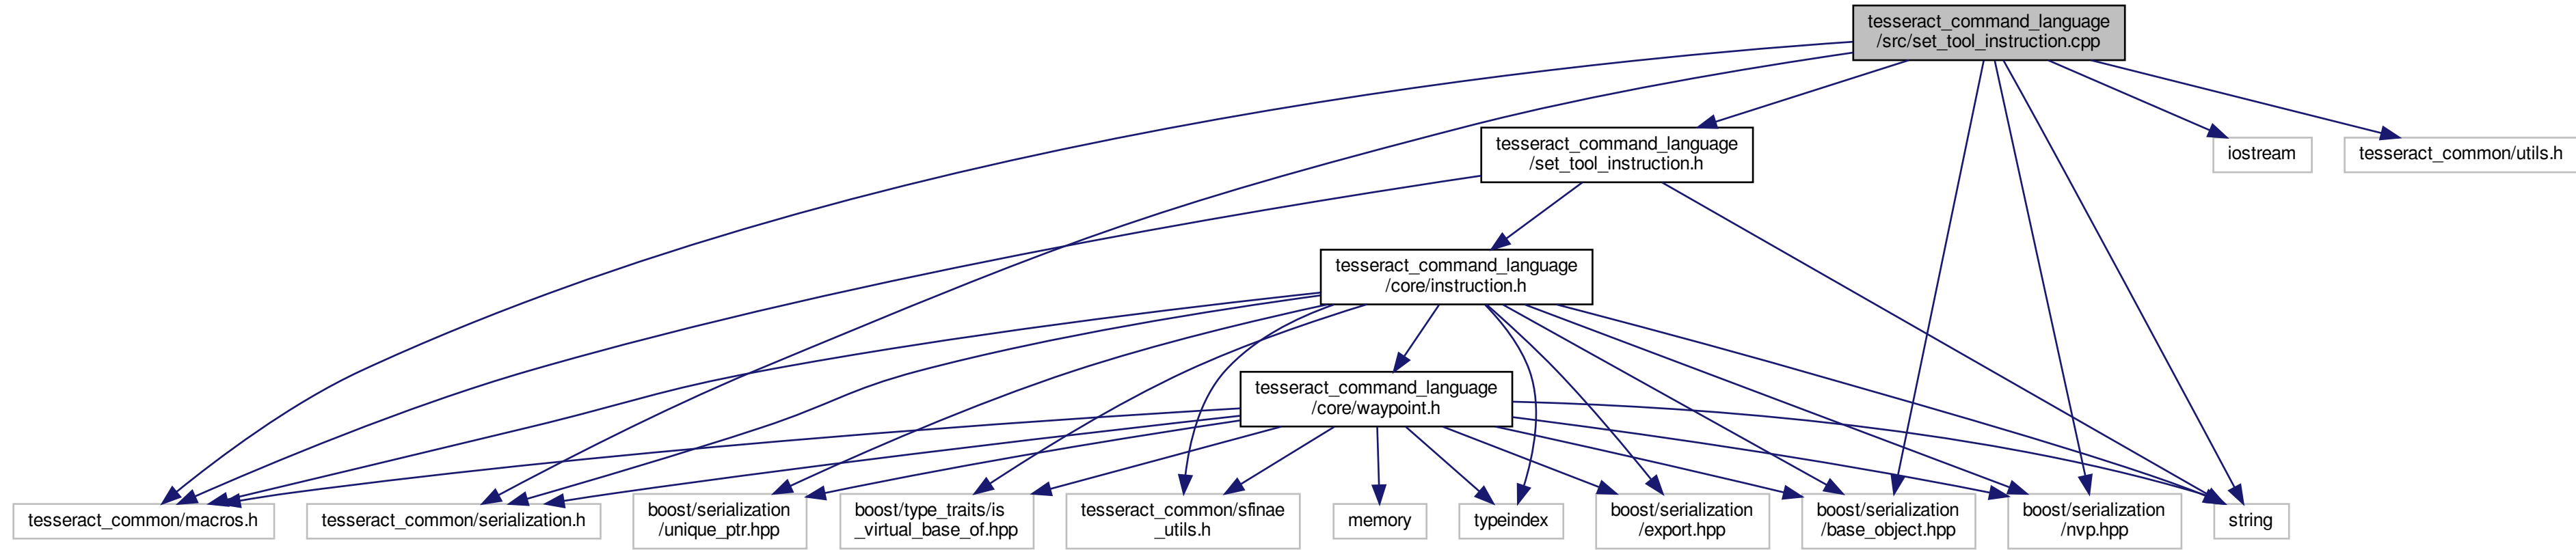 tesseract_command_language
/src/set_tool_instruction.cpp
tesseract_command_language
/set_tool_instruction.h
iostream
tesseract_common/utils.h
tesseract_command_language
/core/instruction.h
tesseract_command_language
/core/waypoint.h
tesseract_common/macros.h
tesseract_common/serialization.h
boost/serialization
/unique_ptr.hpp
boost/type_traits/is
_virtual_base_of.hpp
tesseract_common/sfinae
_utils.h
memory
typeindex
boost/serialization
/export.hpp
boost/serialization
/base_object.hpp
boost/serialization
/nvp.hpp
string